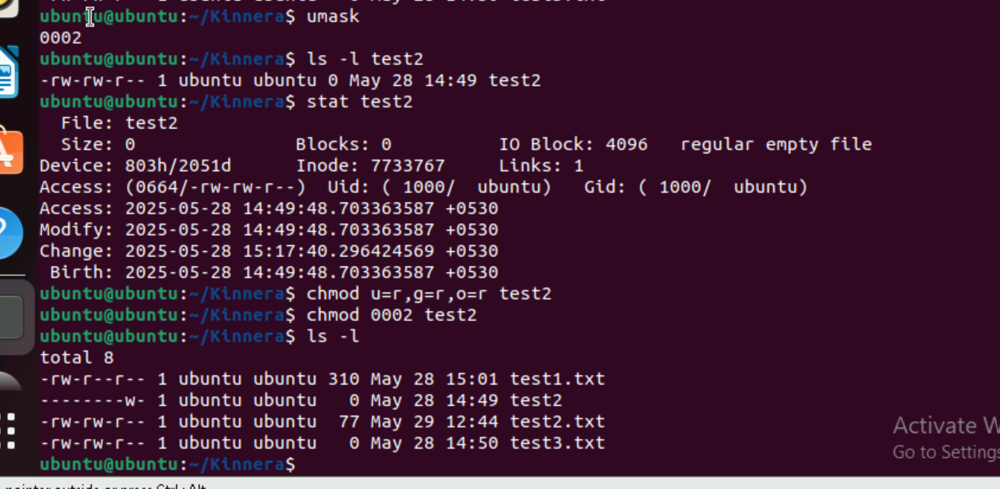 ubuntu@ubuntu:~/Kinnera$ umask
0002
ubuntu@ubuntu:~/Kinnera$ ls -l test2
-rw-rw-r-- 1 ubuntu ubuntu 0 May 28 14:49 test2
ubuntu@ubuntu:~/Kinnera$ stat test2
  File: test2
  Size: 0               Blocks: 0          IO Block: 4096   regular empty file
Device: 803h/2051d      Inode: 7733767     Links: 1
Access: (0664/-rw-rw-r--)  Uid: ( 1000/  ubuntu)   Gid: ( 1000/  ubuntu)
Access: 2025-05-28 14:49:48.703363587 +0530
Modify: 2025-05-28 14:49:48.703363587 +0530
Change: 2025-05-28 15:17:40.296424569 +0530
 Birth: 2025-05-28 14:49:48.703363587 +0530
ubuntu@ubuntu:~/Kinnera$ chmod u=r,g=r,o=r test2
ubuntu@ubuntu:~/Kinnera$ chmod 0002 test2
ubuntu@ubuntu:~/Kinnera$ ls -l
total 8
-rw-r--r-- 1 ubuntu ubuntu 310 May 28 15:01 test1.txt
--------w- 1 ubuntu ubuntu   0 May 28 14:49 test2
-rw-rw-r-- 1 ubuntu ubuntu  77 May 29 12:44 test2.txt
-rw-rw-r-- 1 ubuntu ubuntu   0 May 28 14:50 test3.txt
ubuntu@ubuntu:~/Kinnera$
Activate W
Go to Settings
pointer outside or press Ctrl+Alt.